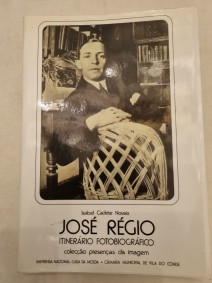 Isabel Cadete Novais
JOSÉ RÉGIO
ITINERÁRIO FOTOBIOGRÁFICO
colecção presenças da imagem
IMPRENSA NACIONAL-CASA DA MOEDA • CÂMARA MUNICIPAL DE VILA DO CONDE